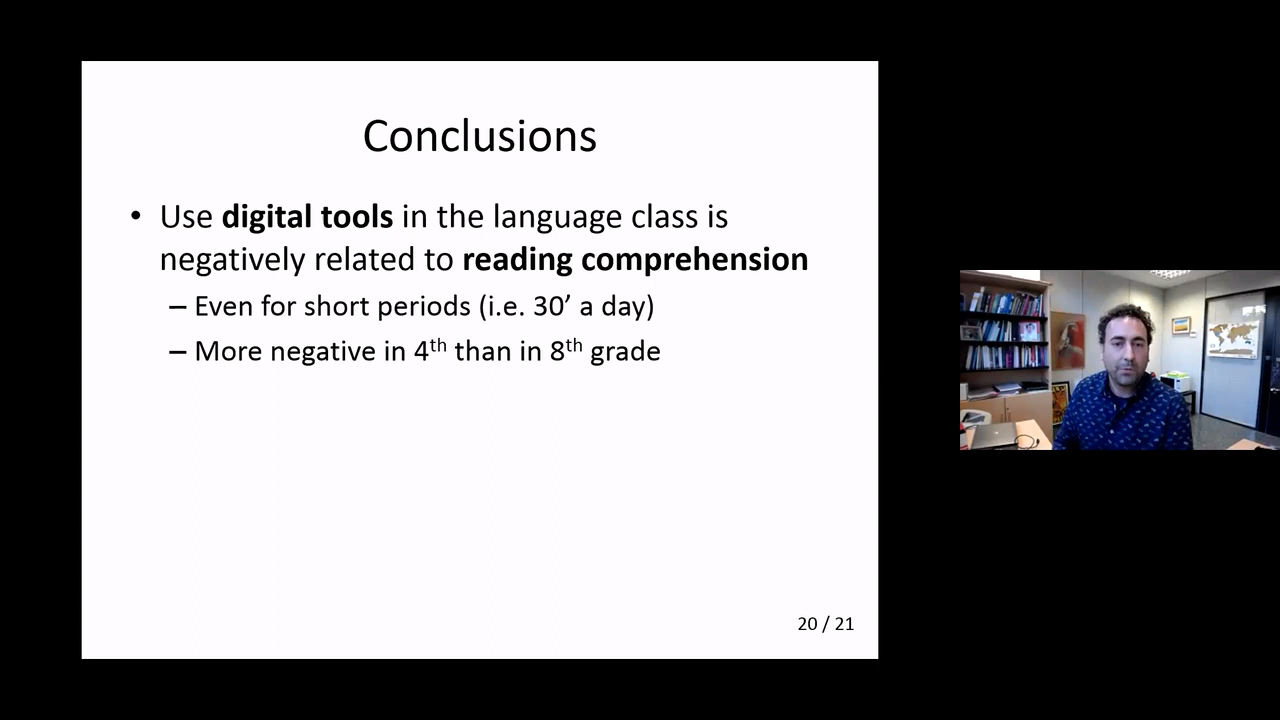 Conclusions
• Use digital tools in the language class is
negatively related to reading comprehension
– Even for short periods (i.e. 30’ a day)
– More negative in 4th than in 8th grade
20 / 21